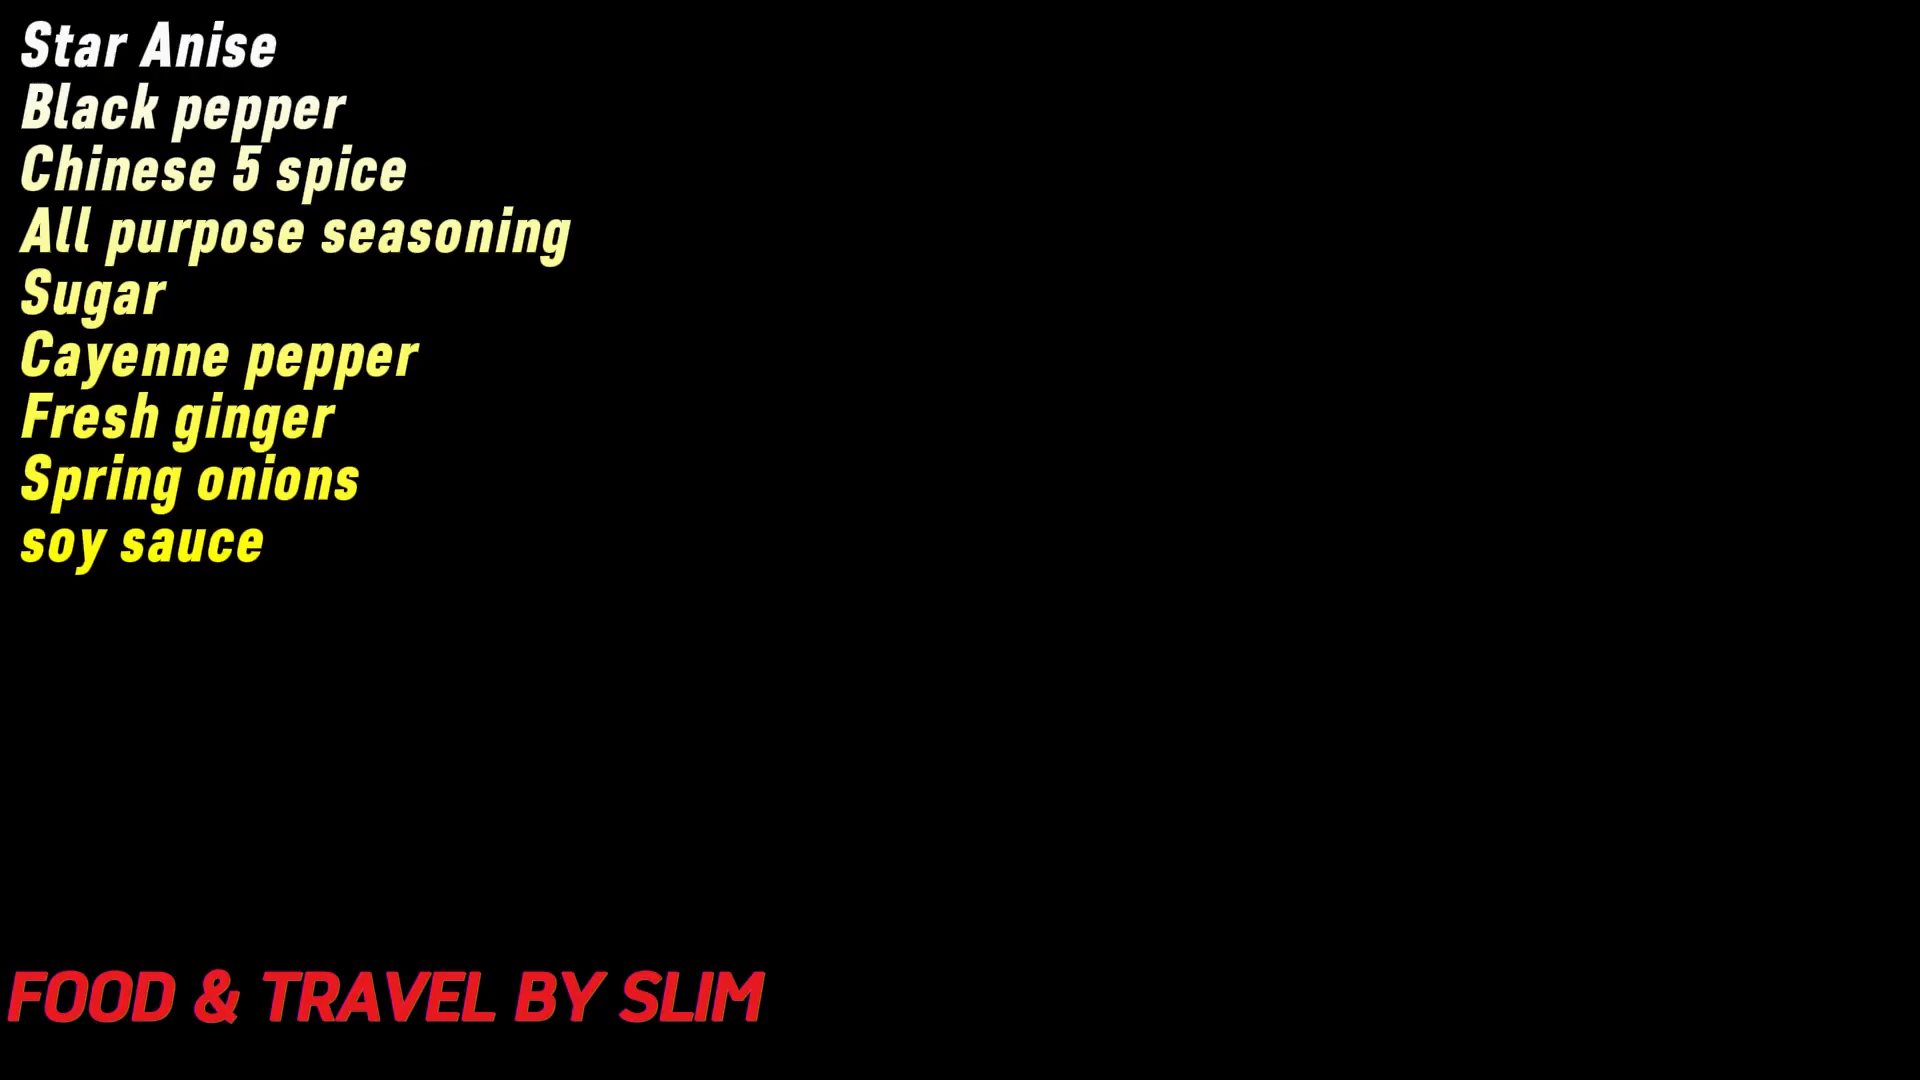 Star Anise
Black pepper
Chinese 5 spice
All purpose seasoning
Sugar
Cayenne pepper
Fresh ginger
Spring onions
soy sauce
FOOD & TRAVEL BY SLIM